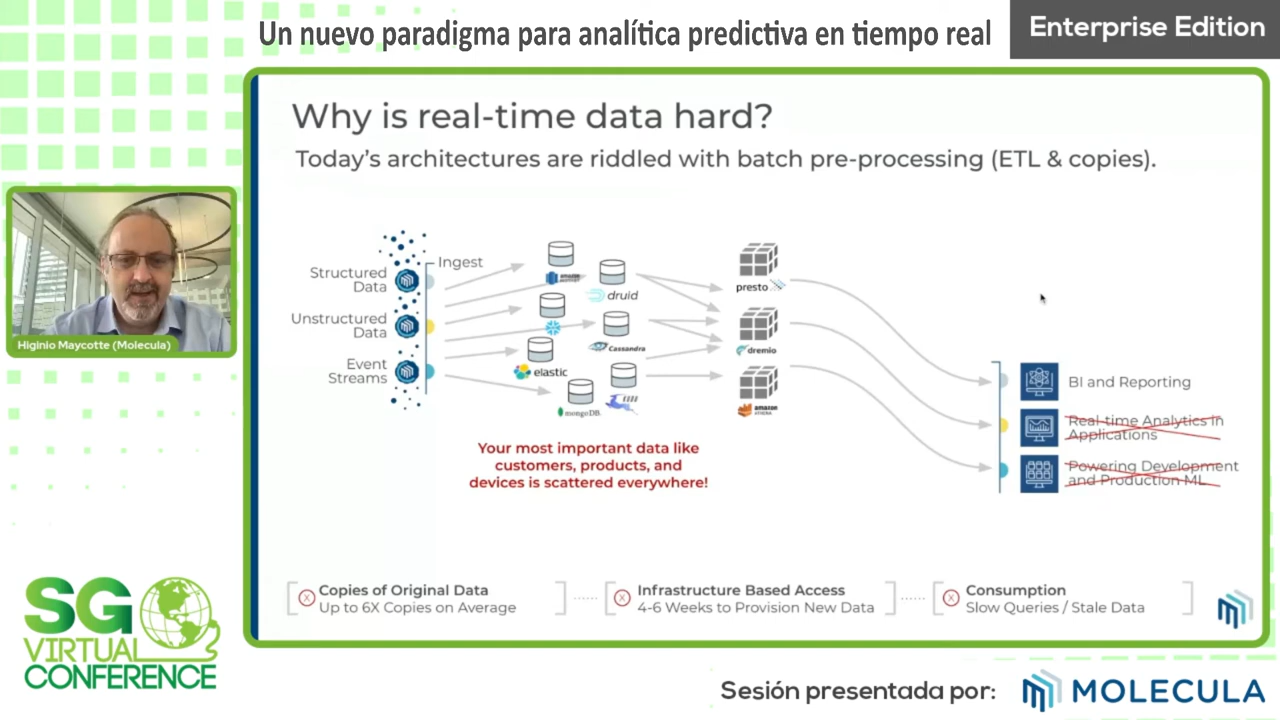 Un nuevo paradigma para analítica predictiva en tiempo real
Enterprise Edition
Why is real-time data hard?
Today's architectures are riddled with batch pre-processing (ETL & copies).
Higinio Maycotte (Molecula)
Structured
Data
Unstructured
Data
Event
Streams
Ingest
amazon
druid
Cassandra
elastic
mongoDB.
presto
dremio
amazon
ATHENA
Your most important data like
customers, products, and
devices is scattered everywhere!
BI and Reporting
Real-time Analytics in
Applications
Powering Development
and Production ML
Copies of Original Data
Up to 6X Copies on Average
Infrastructure Based Access
4-6 Weeks to Provision New Data
Consumption
Slow Queries / Stale Data
SG
VIRTUAL
CONFERENCE
Sesión presentada por:
MOLECULA